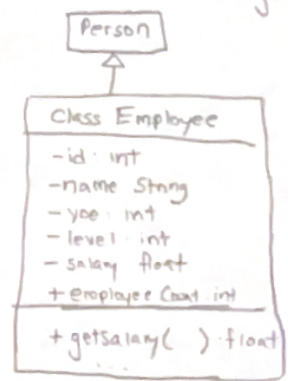 Person
Class Employee
- id : int
- name String
- yoe : int
- level : int
- salary float
+ employee Count : int
+ getSalary( ) : float
...